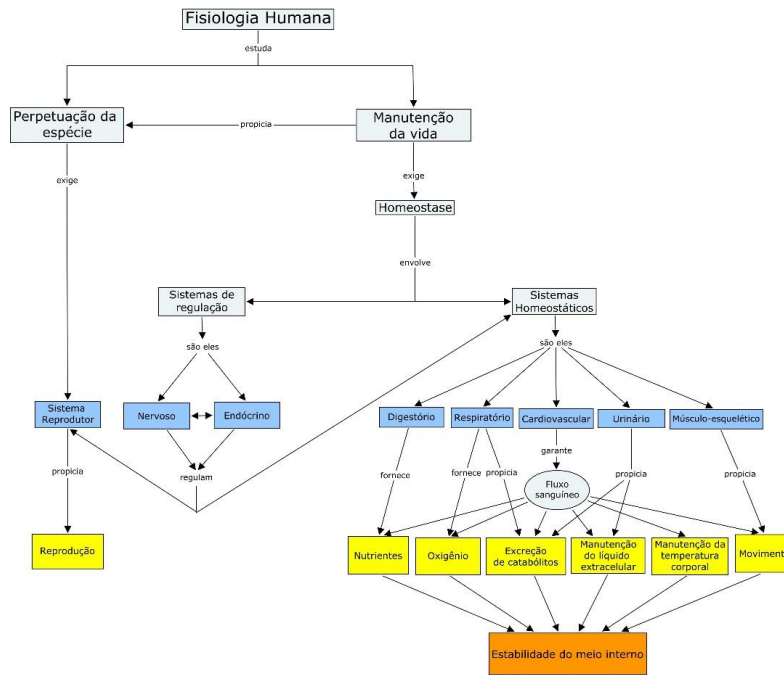 Fisiologia Humana
estuda
Perpetuação da
espécie
propicia
Manutenção
da vida
exige
exige
Homeostase
envolve
Sistemas de
regulação
Sistemas
Homeostáticos
são eles
são eles
Sistema
Reprodutor
Nervoso
Endócrino
Digestório
Respiratório
Cardiovascular
Urinário
Músculo-esquelético
garante
propicia
regulam
fornece
fornece
propicia
propicia
propicia
Fluxo
sanguíneo
Reprodução
Nutrientes
Oxigênio
Excreção
de catabólitos
Manutenção
do líquido
extracelular
Manutenção da
temperatura
corporal
Moviment
Estabilidade do meio interno